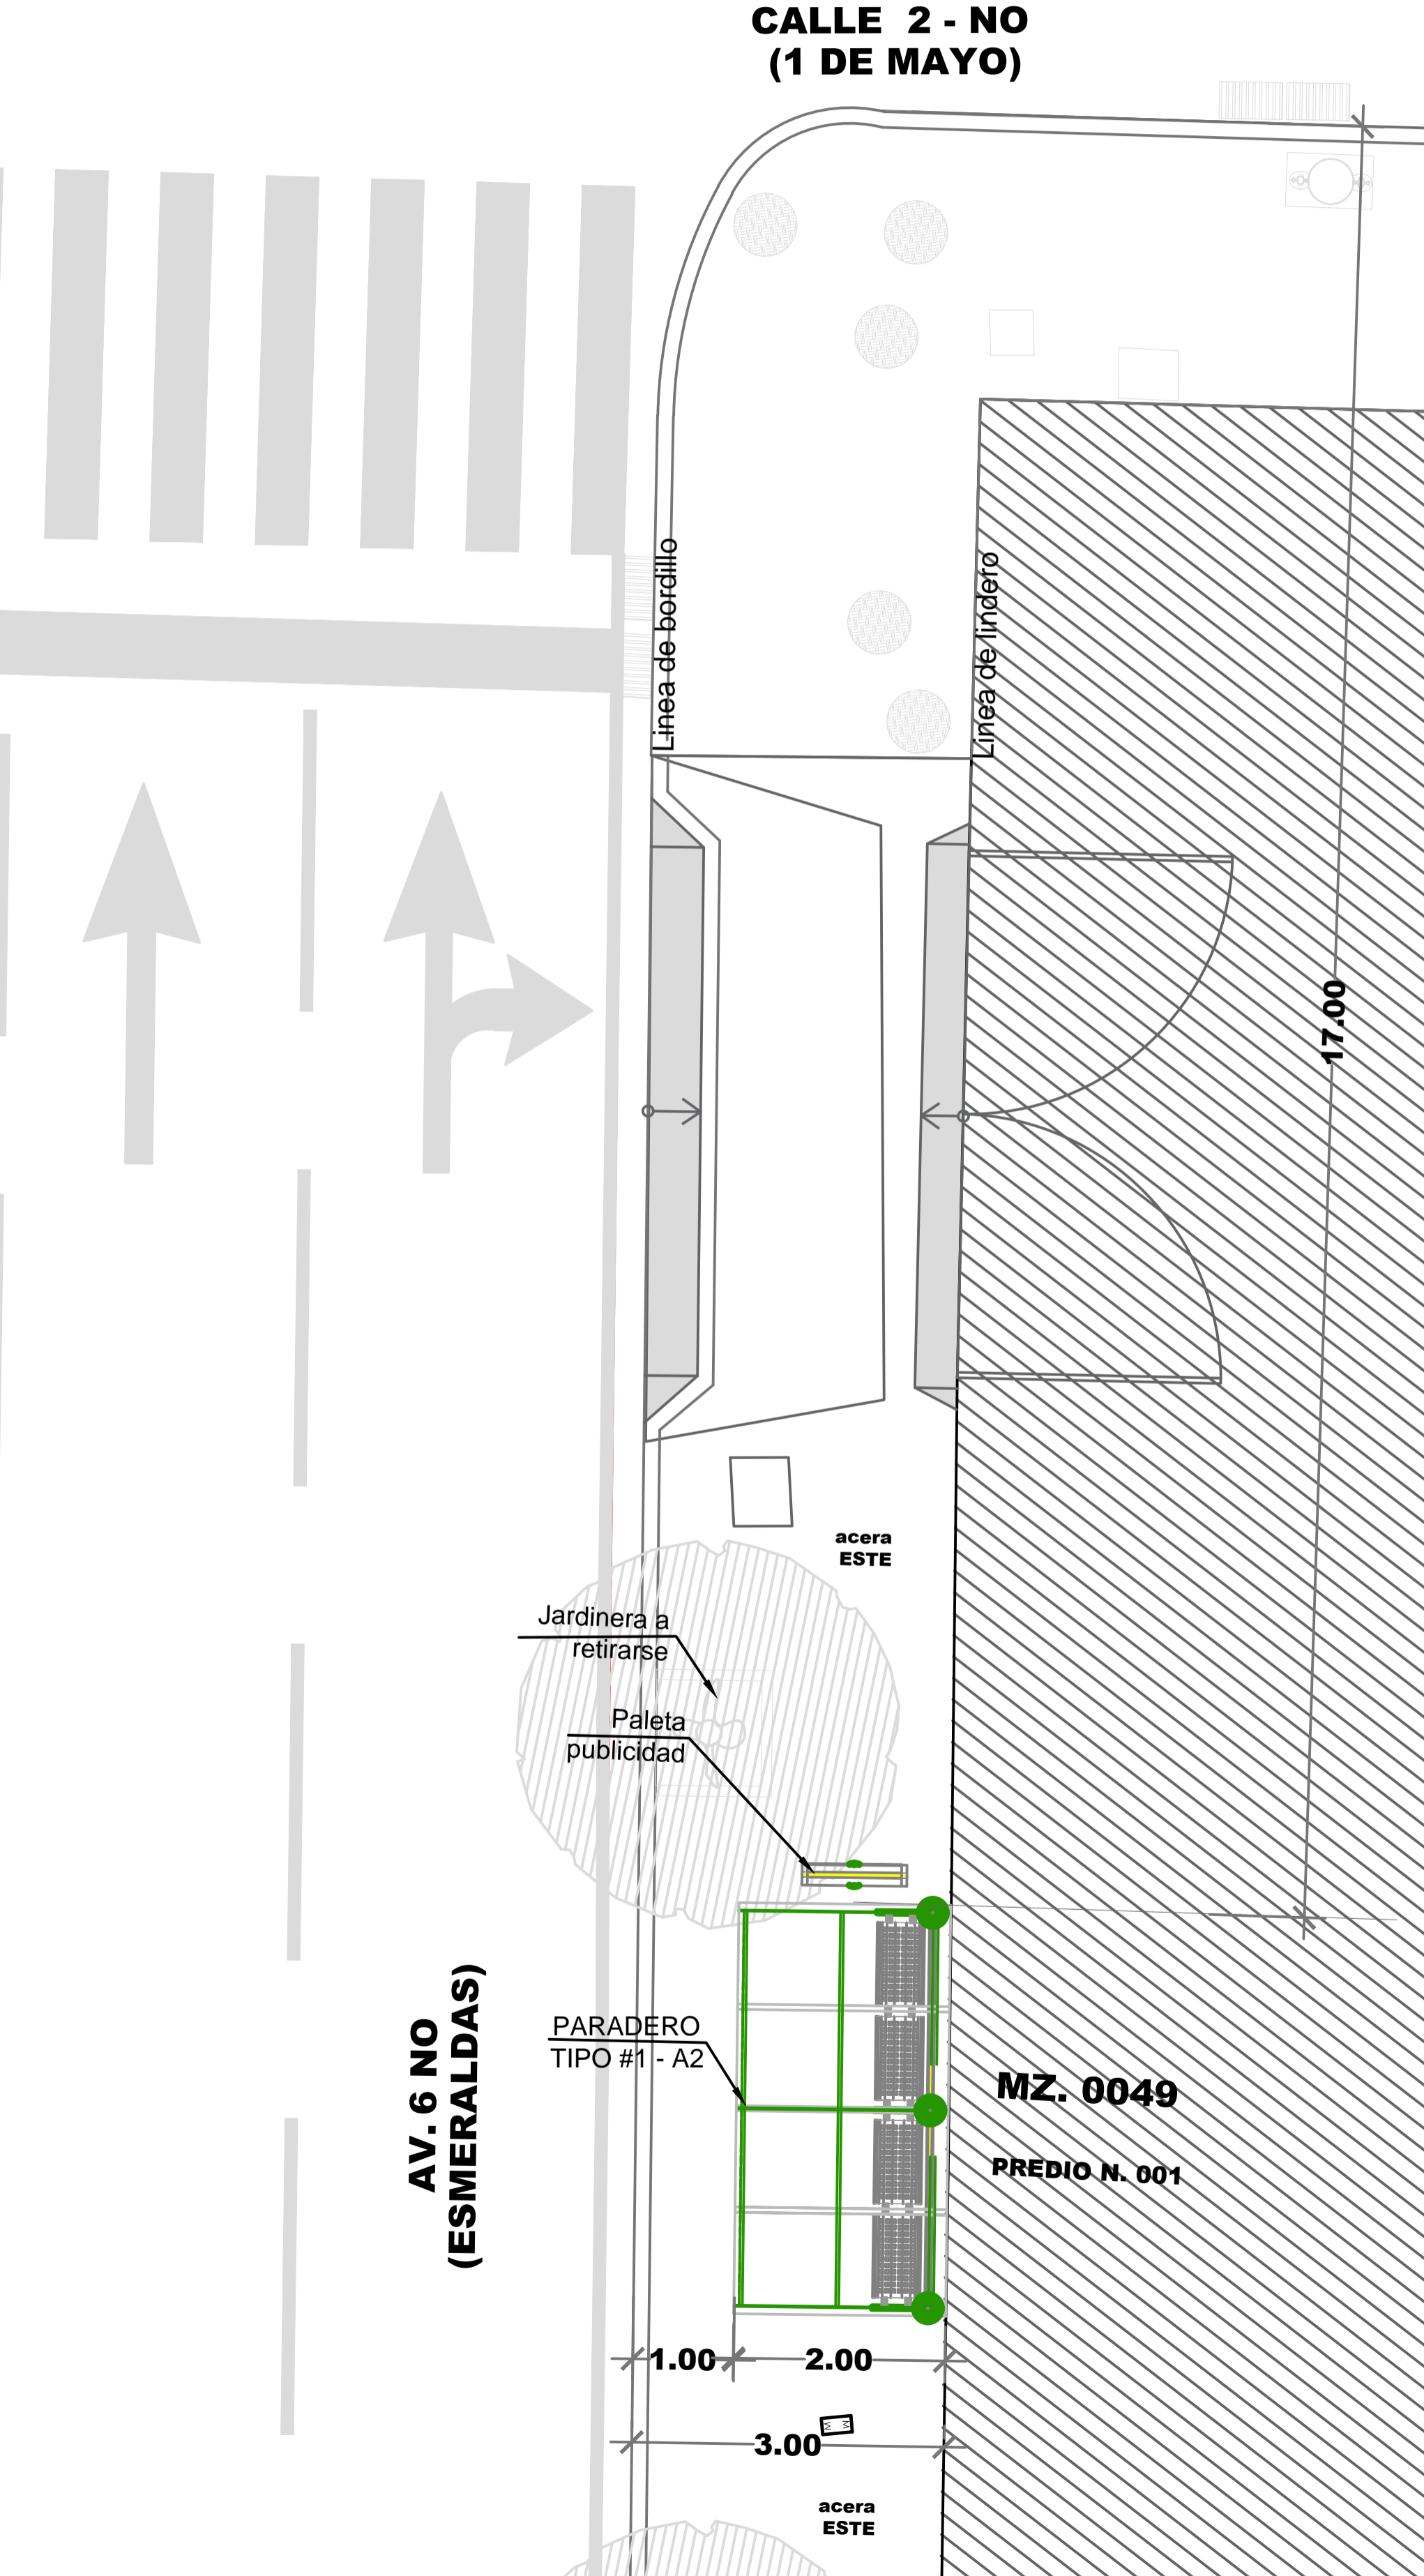 CALLE 2 - NO
(1 DE MAYO)
Linea de bordillo
Linea de lindero
17.00
acera
ESTE
Jardinera a
retirarse
Paleta
publicidad
AV. 6 NO
(ESMERALDAS)
PARADERO
TIPO #1 - A2
MZ. 0049
PREDIO N. 001
1.00
2.00
3.00
acera
ESTE